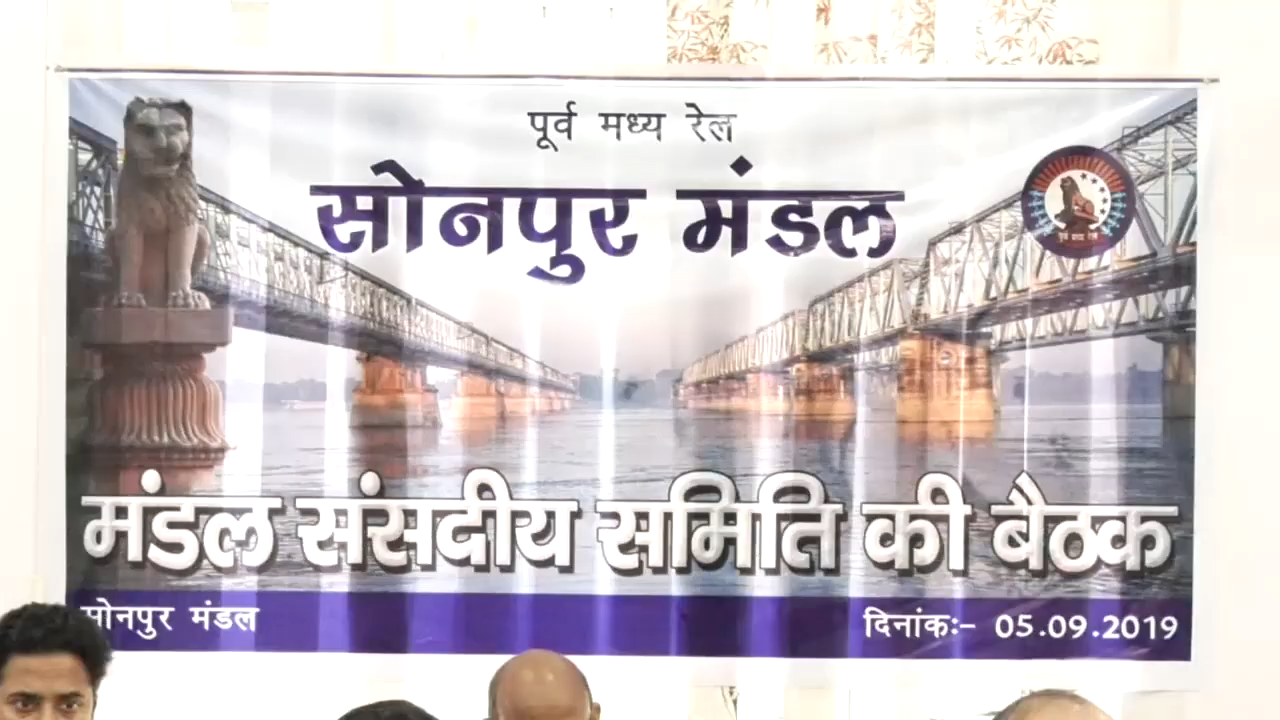 पूर्व मध्य रेल
सोनपुर मंडल
मंडल संसदीय समिति की बैठक
सोनपुर मंडल
दिनांकः– 05.09.2019